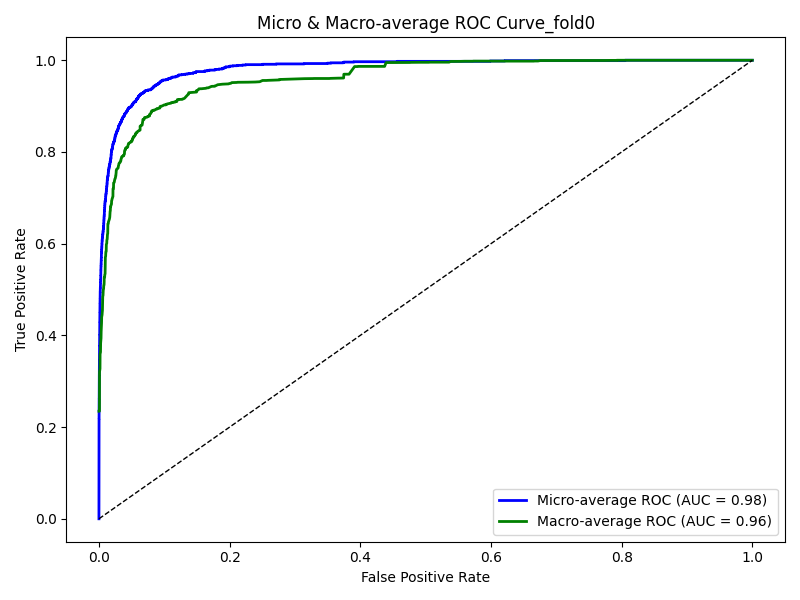 Micro & Macro-average ROC Curve_fold0
True Positive Rate
1.0
0.8
0.6
0.4
0.2
0.0
0.0 0.2 0.4 0.6 0.8 1.0
False Positive Rate
Micro-average ROC (AUC = 0.98)
Macro-average ROC (AUC = 0.96)